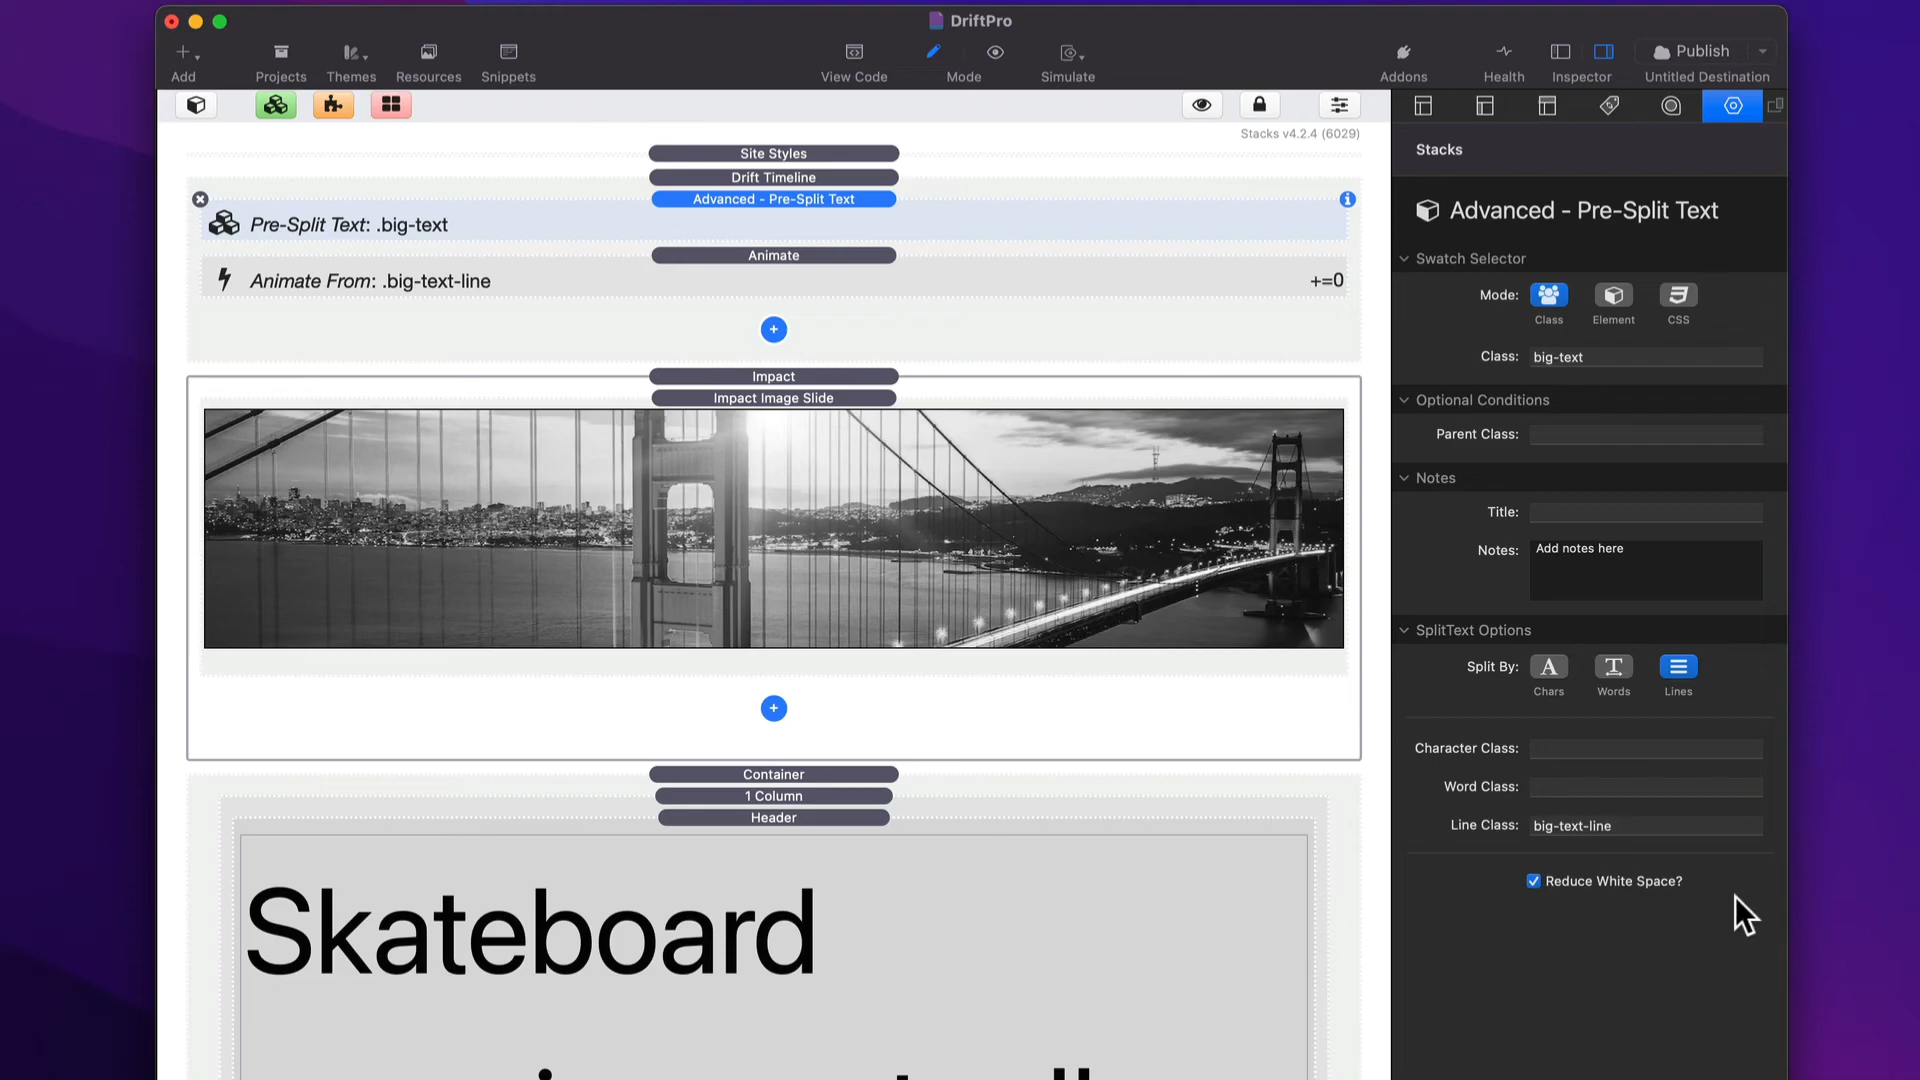 DriftPro
Add
Projects
Themes
Resources
Snippets
View Code
Mode
Simulate
Addons
Health
Inspector
Publish
Untitled Destination
Stacks v4.2.4 (6029)
Site Styles
Drift Timeline
Advanced - Pre-Split Text
Pre-Split Text: .big-text
Animate
Animate From: .big-text-line
+=0
Impact
Impact Image Slide
Container
1 Column
Header
Skateboard
Stacks
Advanced - Pre-Split Text
Swatch Selector
Mode:
Class
Element
CSS
Class: big-text
Optional Conditions
Parent Class:
Notes
Title:
Notes: Add notes here
SplitText Options
Split By:
Chars
Words
Lines
Character Class:
Word Class:
Line Class: big-text-line
Reduce White Space?